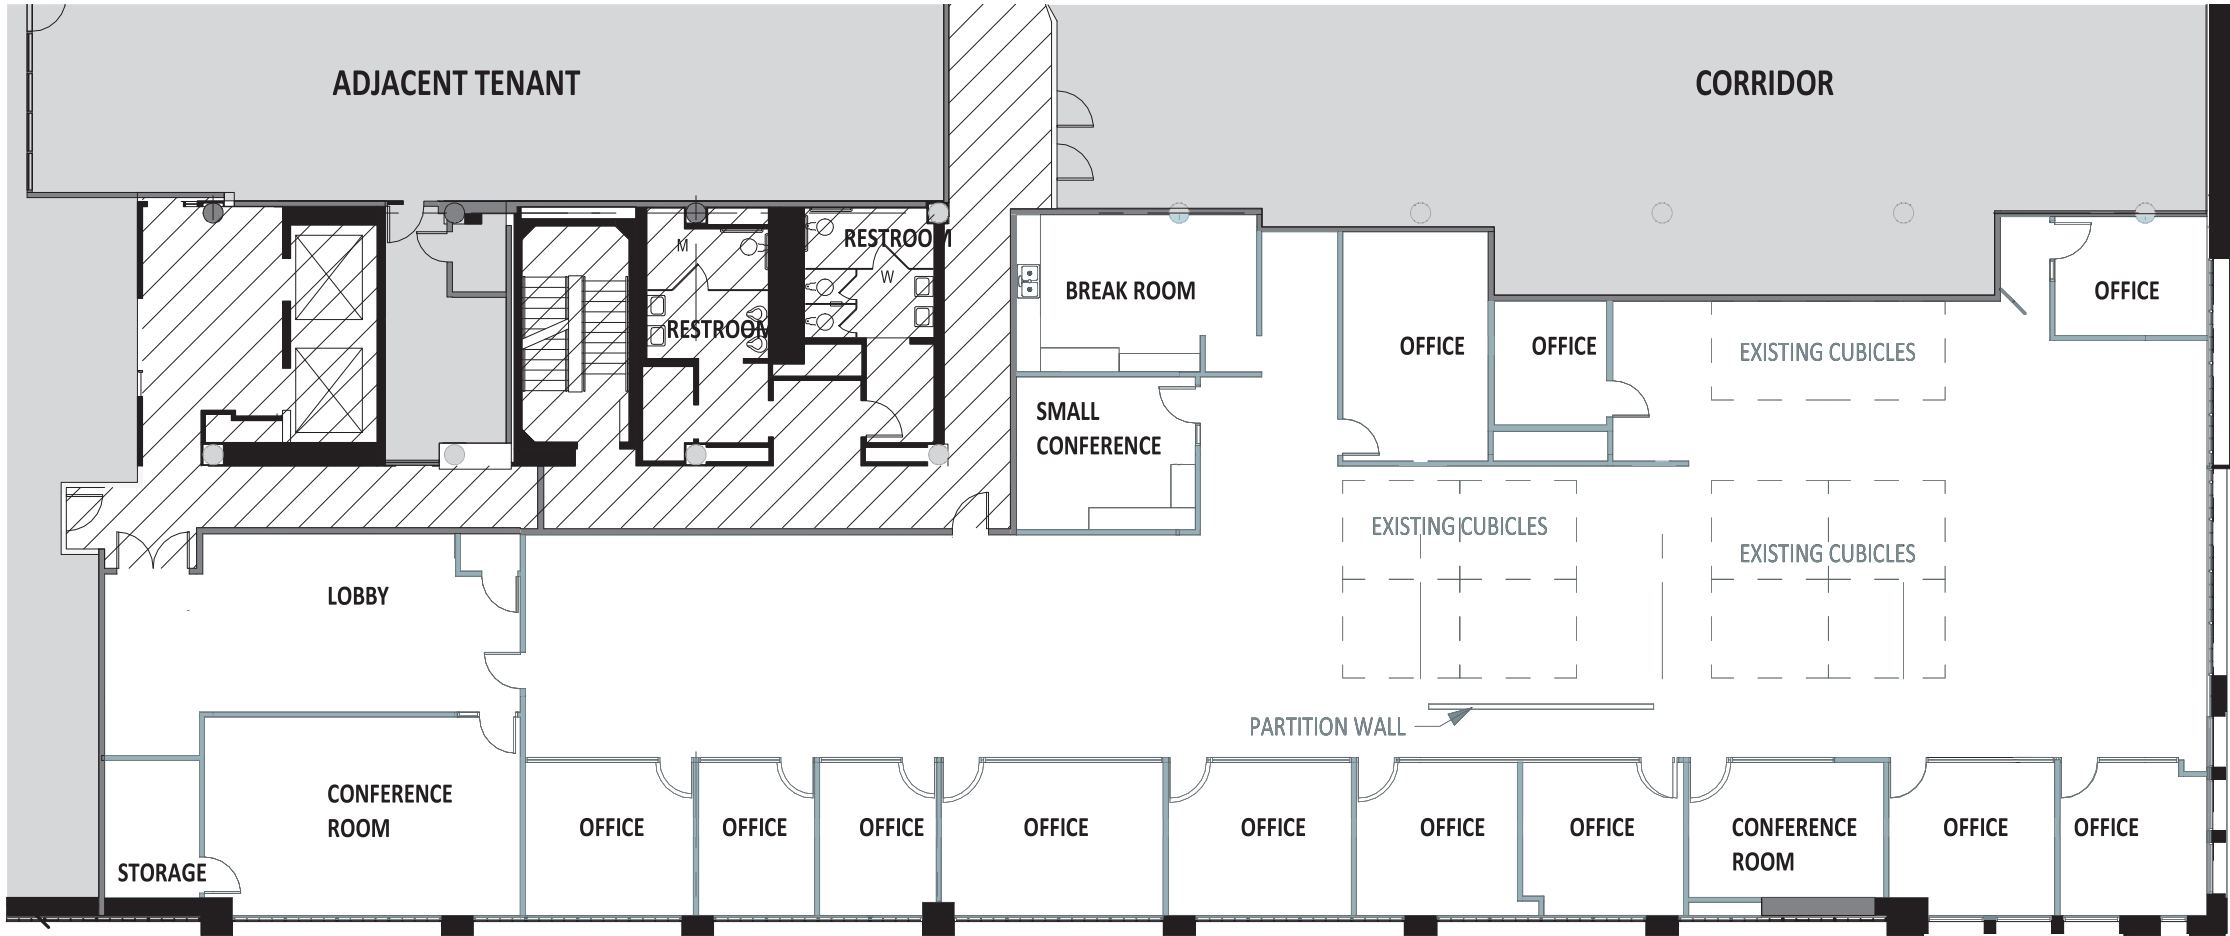 ADJACENT TENANT
CORRIDOR
RESTROOM
M
W
RESTROOM
BREAK ROOM
OFFICE
OFFICE
OFFICE
EXISTING CUBICLES
SMALL
CONFERENCE
EXISTING CUBICLES
EXISTING CUBICLES
LOBBY
PARTITION WALL
CONFERENCE
ROOM
STORAGE
OFFICE
OFFICE
OFFICE
OFFICE
OFFICE
OFFICE
OFFICE
CONFERENCE
ROOM
OFFICE
OFFICE